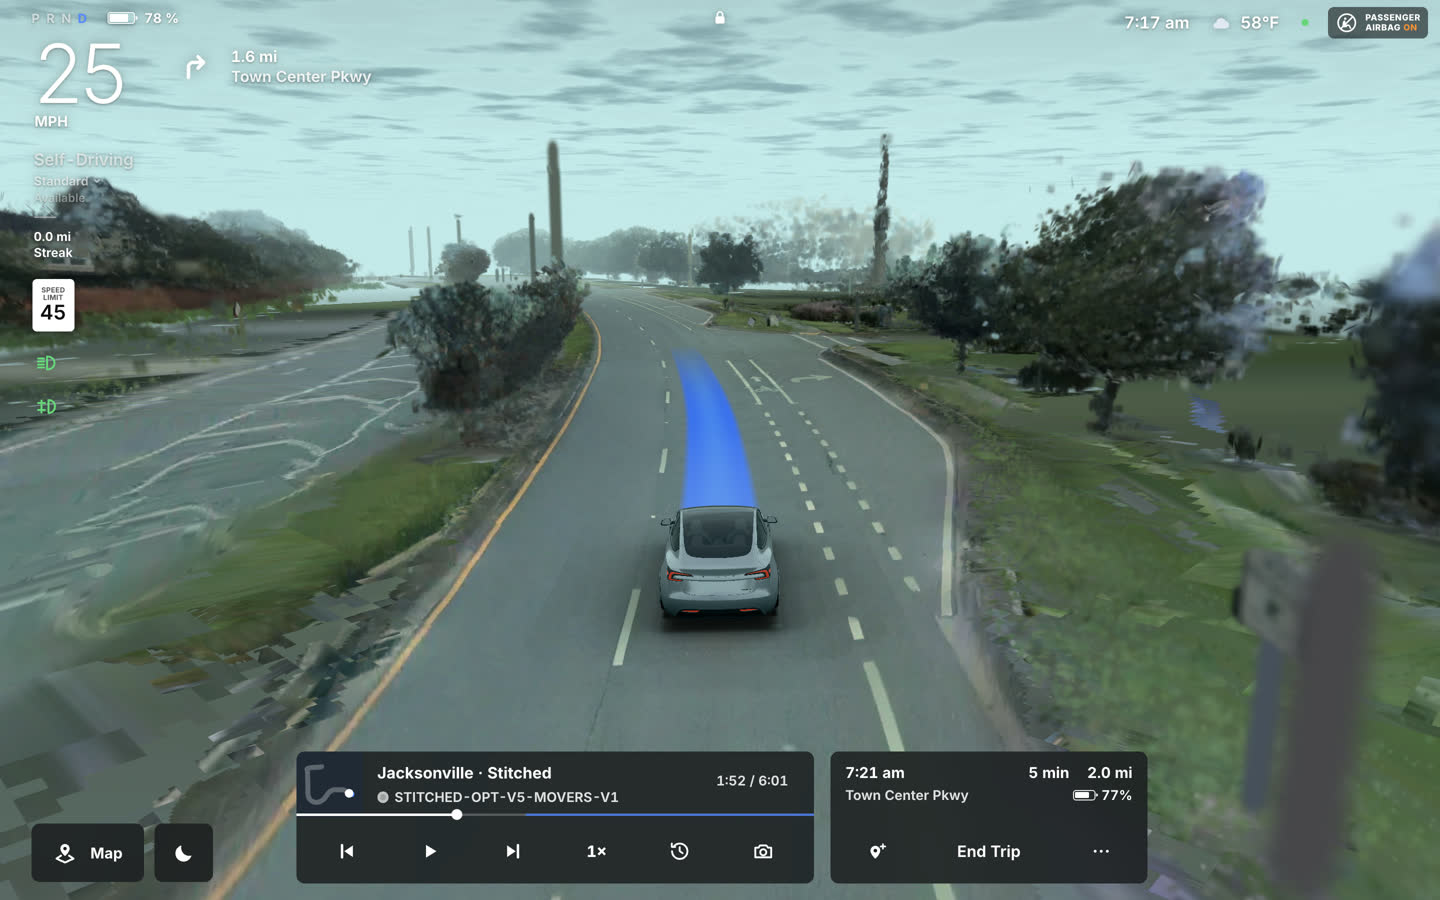 P R N D
78 %
25
MPH
1.6 mi
Town Center Pkwy
Self-Driving
Standard
Available
0.0 mi
Streak
SPEED
LIMIT
45
7:17 am
58°F
PASSENGER
AIRBAG ON
Jacksonville · Stitched
STITCHED-OPT-V5-MOVERS-V1
1:52 / 6:01
1×
7:21 am
5 min
2.0 mi
Town Center Pkwy
77%
End Trip
Map